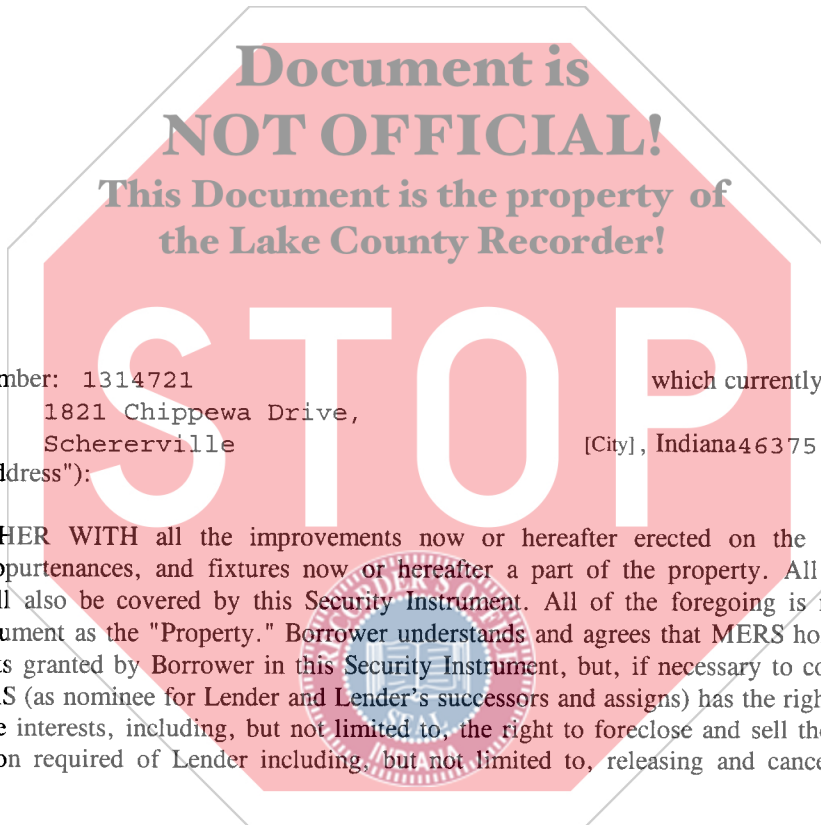 Document is
NOT OFFICIAL!
This Document is the property of
the Lake County Recorder!
STOP
mber: 1314721 which currently
1821 Chippewa Drive,
Schererville [City] , Indiana 46375
ddress"):
HER WITH all the improvements now or hereafter erected on the
ppurtenances, and fixtures now or hereafter a part of the property. All
ll also be covered by this Security Instrument. All of the foregoing is
ument as the "Property." Borrower understands and agrees that MERS ho
ts granted by Borrower in this Security Instrument, but, if necessary to co
S (as nominee for Lender and Lender's successors and assigns) has the righ
e interests, including, but not limited to, the right to foreclose and sell th
on required of Lender including, but not limited to, releasing and cance
RECORDER'S OFFICE
SEAL
INDIANA